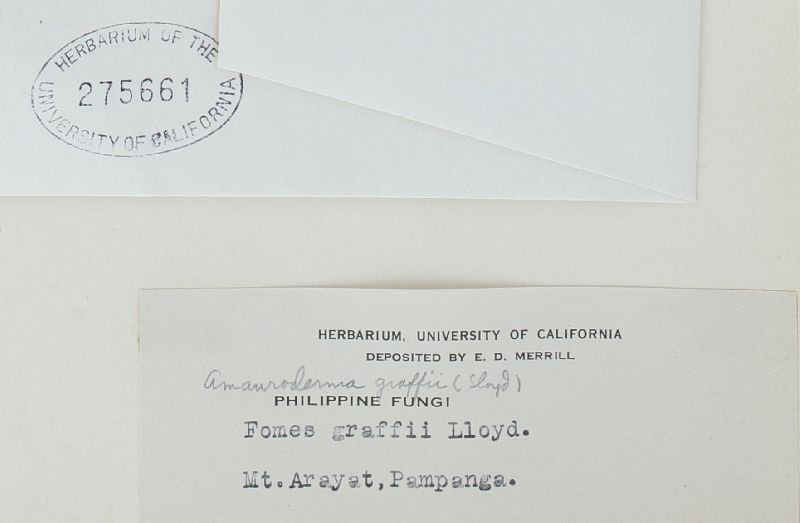 HERBARIUM OF THE
275661
UNIVERSITY OF CALIFORNIA
HERBARIUM, UNIVERSITY OF CALIFORNIA
DEPOSITED BY E. D. MERRILL
Amauroderma graffii (Lloyd)
PHILIPPINE FUNGI
Fomes graffii Lloyd.
Mt.Arayat,Pampanga.